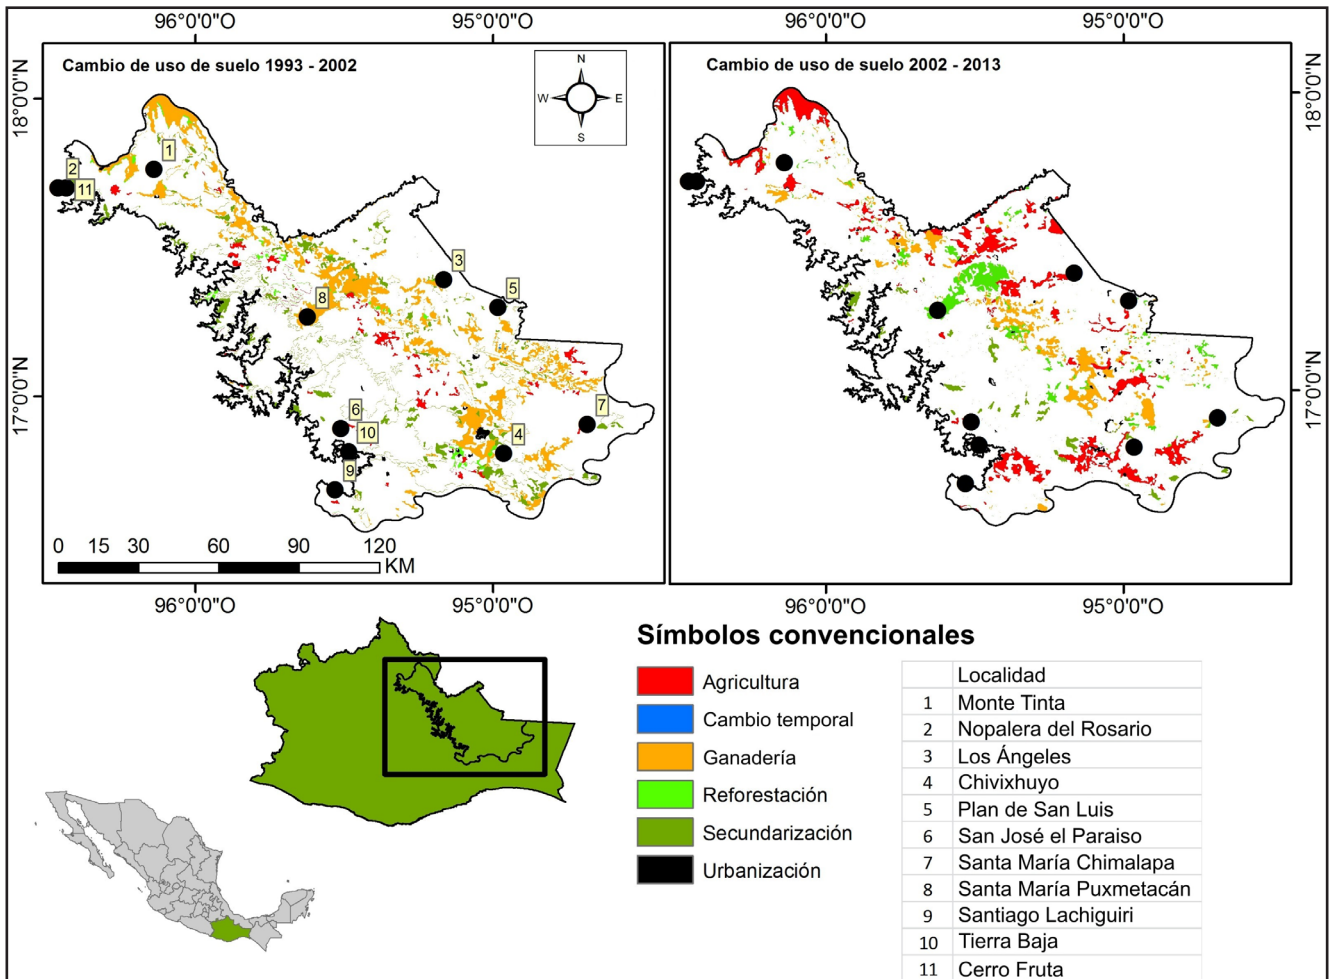 96°0'0"O 95°0'0"O 96°0'0"O 95°0'0"O
Cambio de uso de suelo 1993 - 2002
Cambio de uso de suelo 2002 - 2013
N
W E
S
18°0'0"N
18°0'0"N
17°0'0"N
17°0'0"N
1
2
11
3
5
8
7
6
10
4
9
0 15 30 60 90 120
KM
96°0'0"O 95°0'0"O 96°0'0"O 95°0'0"O
Símbolos convencionales
Agricultura
Cambio temporal
Ganadería
Reforestación
Secundarización
Urbanización
Localidad
1 Monte Tinta
2 Nopalera del Rosario
3 Los Ángeles
4 Chivixhuyo
5 Plan de San Luis
6 San José el Paraiso
7 Santa María Chimalapa
8 Santa María Puxmetacán
9 Santiago Lachiguiri
10 Tierra Baja
11 Cerro Fruta